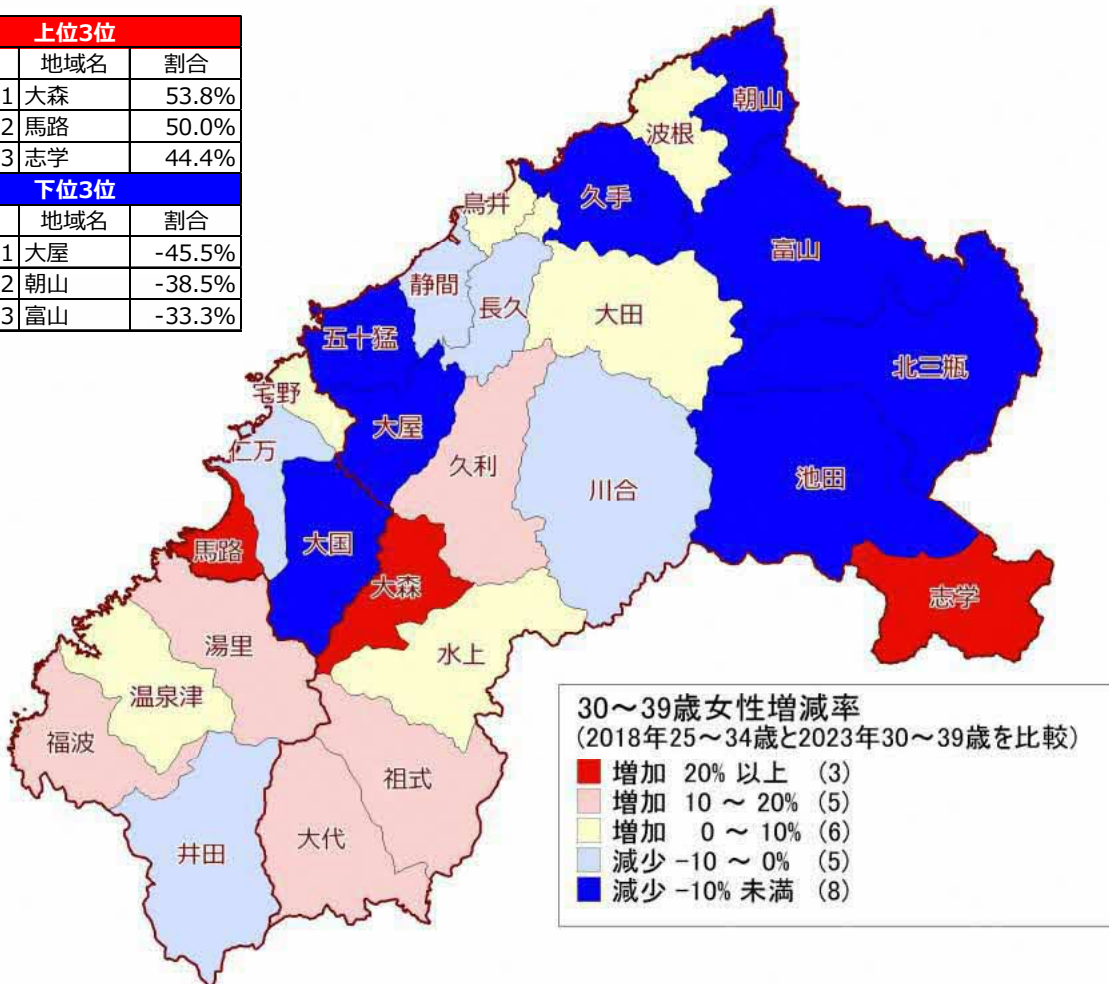 上位3位
地域名 割合
1 大森 53.8%
2 馬路 50.0%
3 志学 44.4%
下位3位
地域名 割合
1 大屋 -45.5%
2 朝山 -38.5%
3 富山 -33.3%
朝山
波根
久手
鳥井
富山
静間
長久
大田
五十猛
北三瓶
宅野
大屋
仁万
久利
池田
川合
馬路
大国
大森
志学
湯里
水上
温泉津
福波
祖式
大代
井田
30～39歳女性増減率
(2018年25～34歳と2023年30～39歳を比較)
増加 20% 以上 (3)
増加 10 ～ 20% (5)
増加 0 ～ 10% (6)
減少 -10 ～ 0% (5)
減少 -10% 未満 (8)